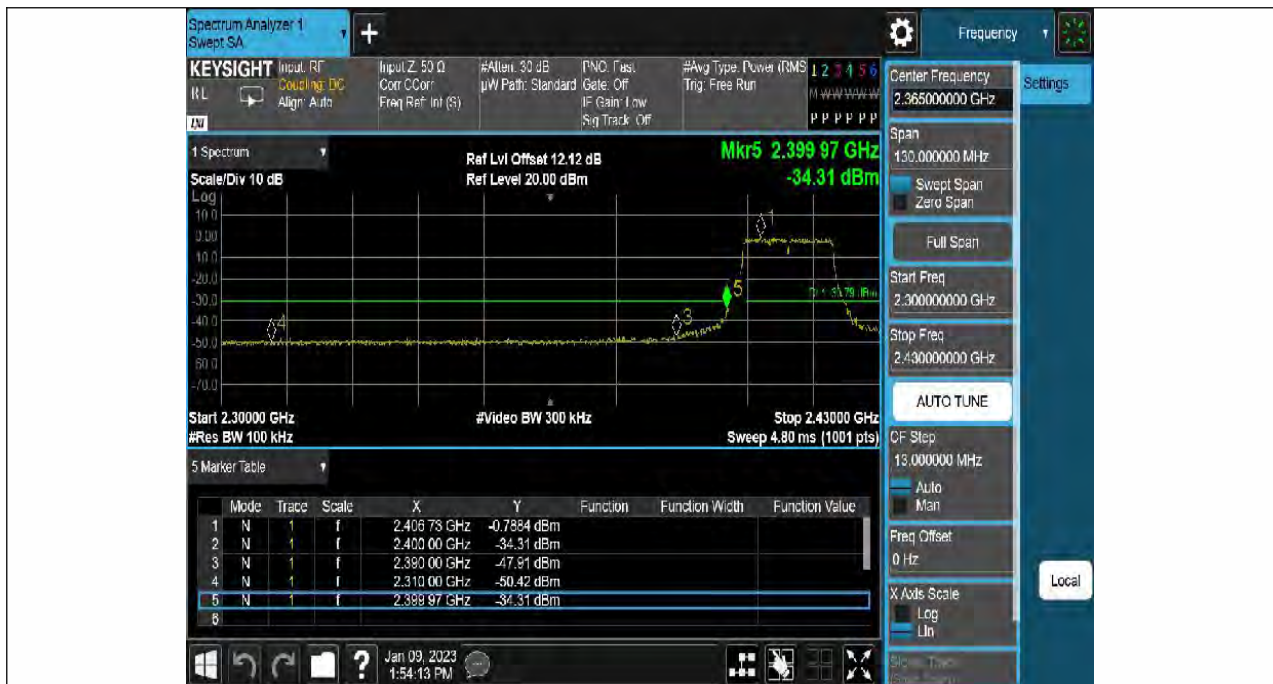 Spectrum Analyzer 1
Swept SA
+
Frequency
KEYSIGHT
RL
LXI
Input: RF
Coupling: DC
Align: Auto
Input Z: 50 Ω
Corr CCorr
Freq Ref: Int (S)
#Atten: 30 dB
µW Path: Standard
PNO: Fast
Gate: Off
IF Gain: Low
Sig Track: Off
#Avg Type: Power (RMS
Trig: Free Run
1 2 3 4 5 6
M W W W W W
P P P P P P
Center Frequency
2.365000000 GHz
Settings
Span
130.000000 MHz
Swept Span
Zero Span
Full Span
Start Freq
2.300000000 GHz
Stop Freq
2.430000000 GHz
AUTO TUNE
CF Step
13.000000 MHz
Auto
Man
Freq Offset
0 Hz
X Axis Scale
Log
Lin
Local
1 Spectrum
Scale/Div 10 dB
Ref Lvl Offset 12.12 dB
Ref Level 20.00 dBm
Mkr5 2.399 97 GHz
-34.31 dBm
Log
10.0
0.00
-10.0
-20.0
-30.0
-40.0
-50.0
-60.0
-70.0
1
5
3
4
Start 2.30000 GHz
#Res BW 100 kHz
#Video BW 300 kHz
Stop 2.43000 GHz
Sweep 4.80 ms (1001 pts)
5 Marker Table
Mode Trace Scale X Y Function Function Width Function Value
1 N 1 f 2.406 73 GHz -0.7884 dBm
2 N 1 f 2.400 00 GHz -34.31 dBm
3 N 1 f 2.390 00 GHz -47.91 dBm
4 N 1 f 2.310 00 GHz -50.42 dBm
5 N 1 f 2.399 97 GHz -34.31 dBm
6
?
Jan 09, 2023
1:54:13 PM